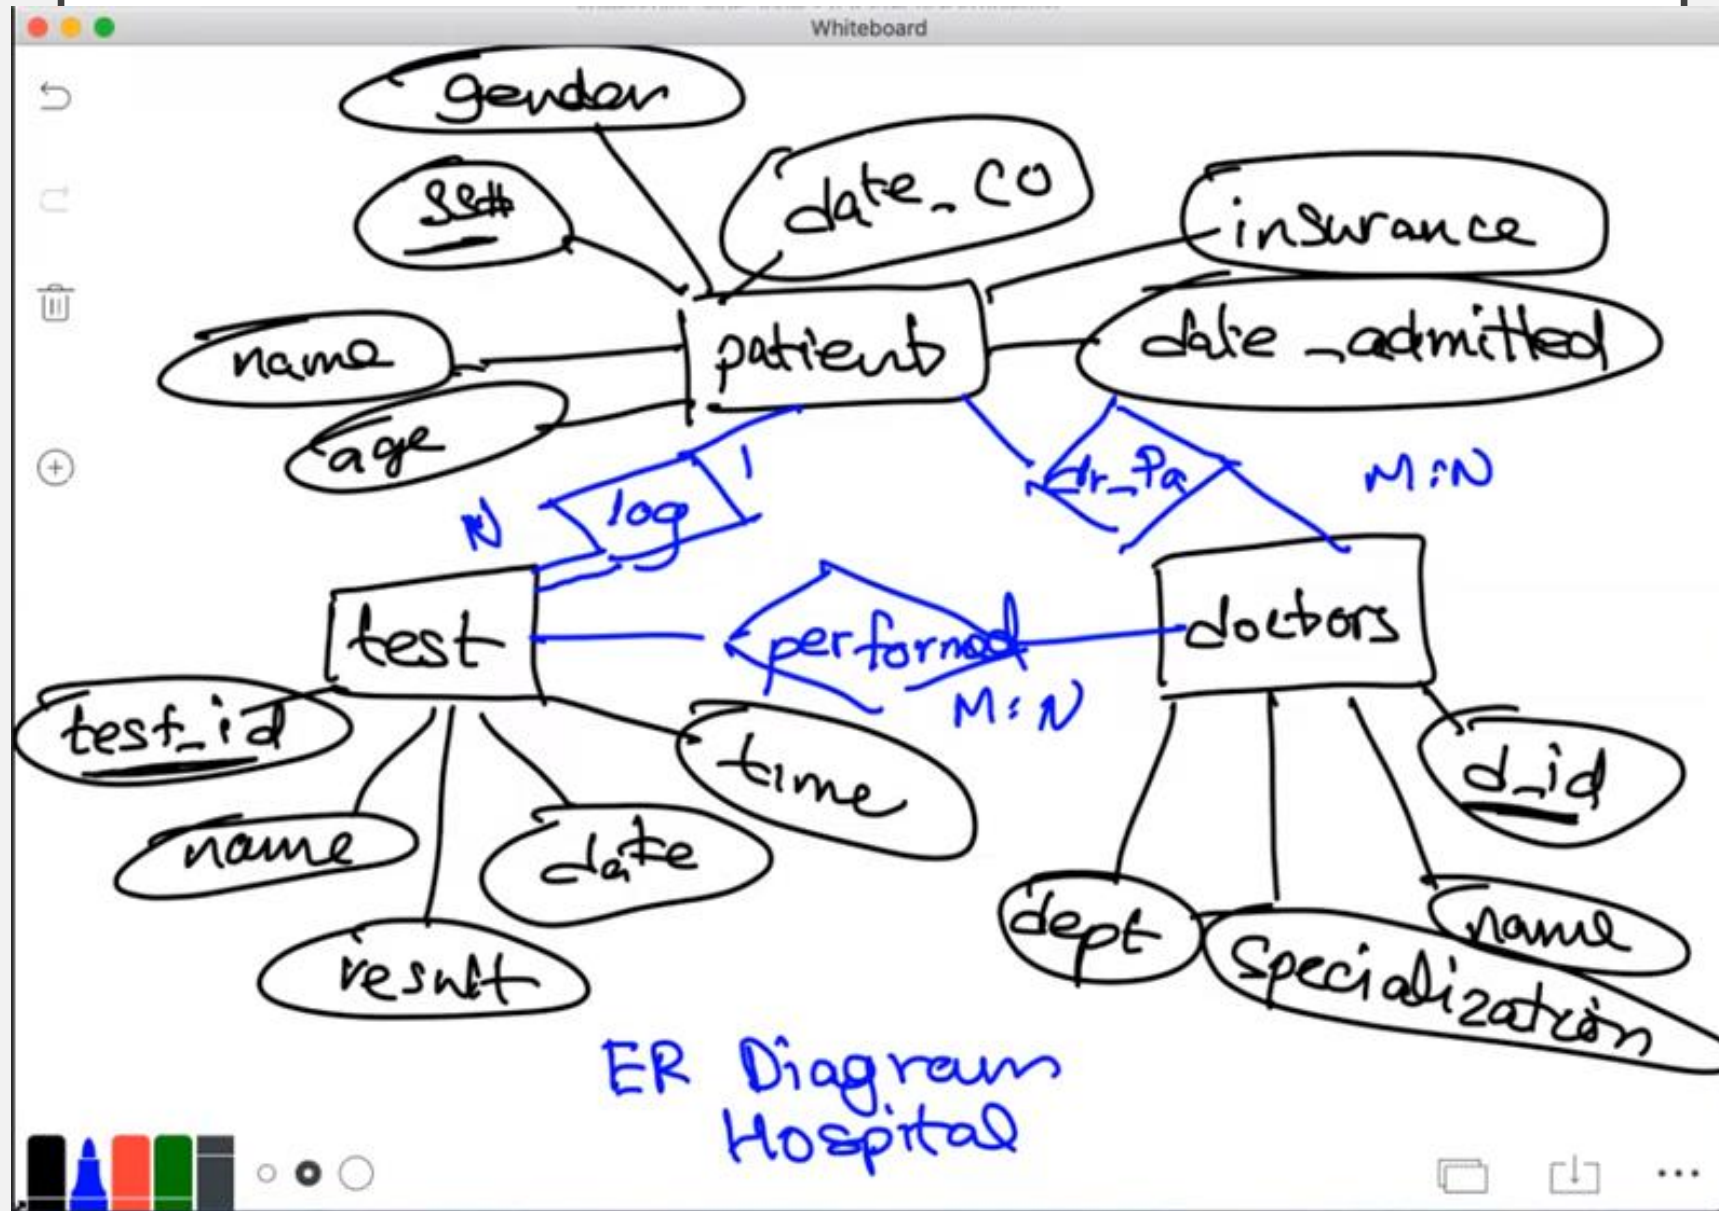 Whiteboard
gender
SS#
date_CO
insurance
name
patient
date_admitted
age
N
log
1
dr_Pa
M:N
test
performed
doctors
M:N
test_id
time
d_id
name
date
dept
name
result
Specialization
ER Diagram
Hospital